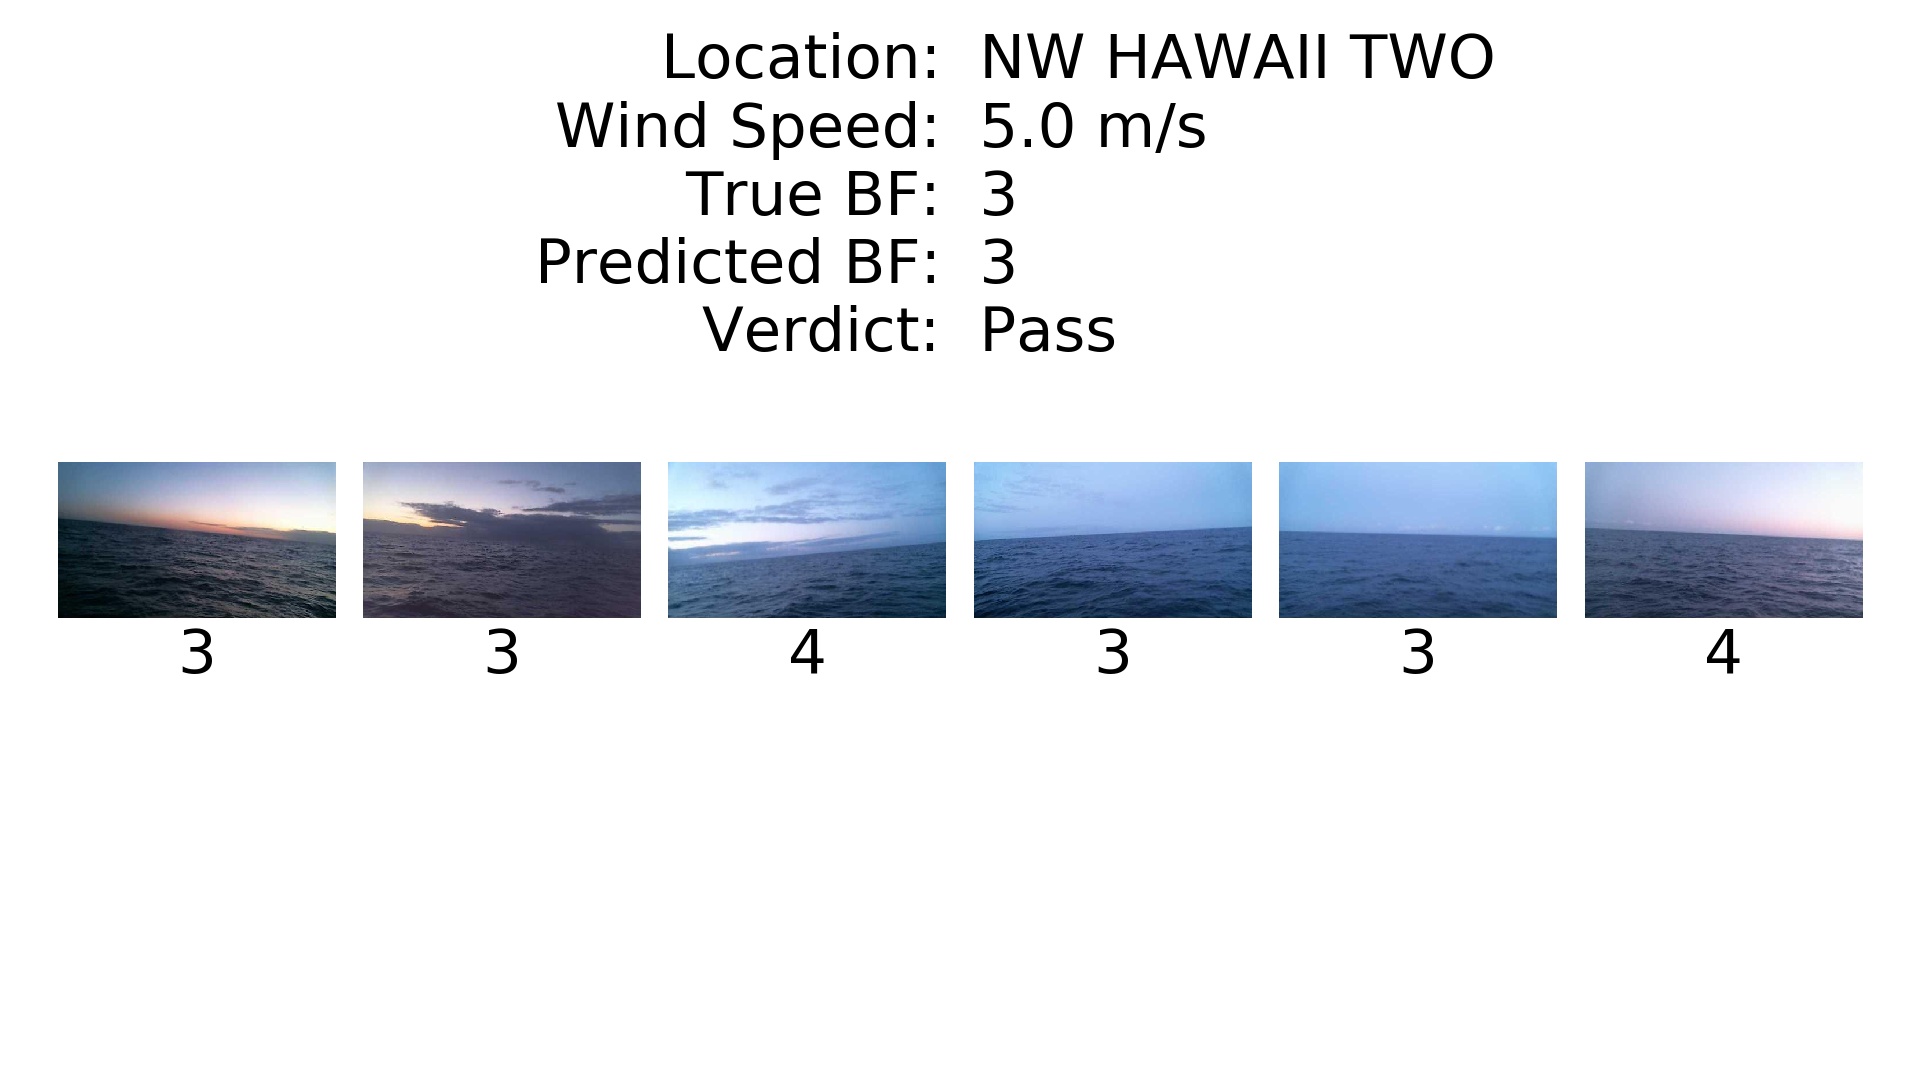 Location: NW HAWAII TWO
Wind Speed: 5.0 m/s
True BF: 3
Predicted BF: 3
Verdict: Pass
3 3 4 3 3 4